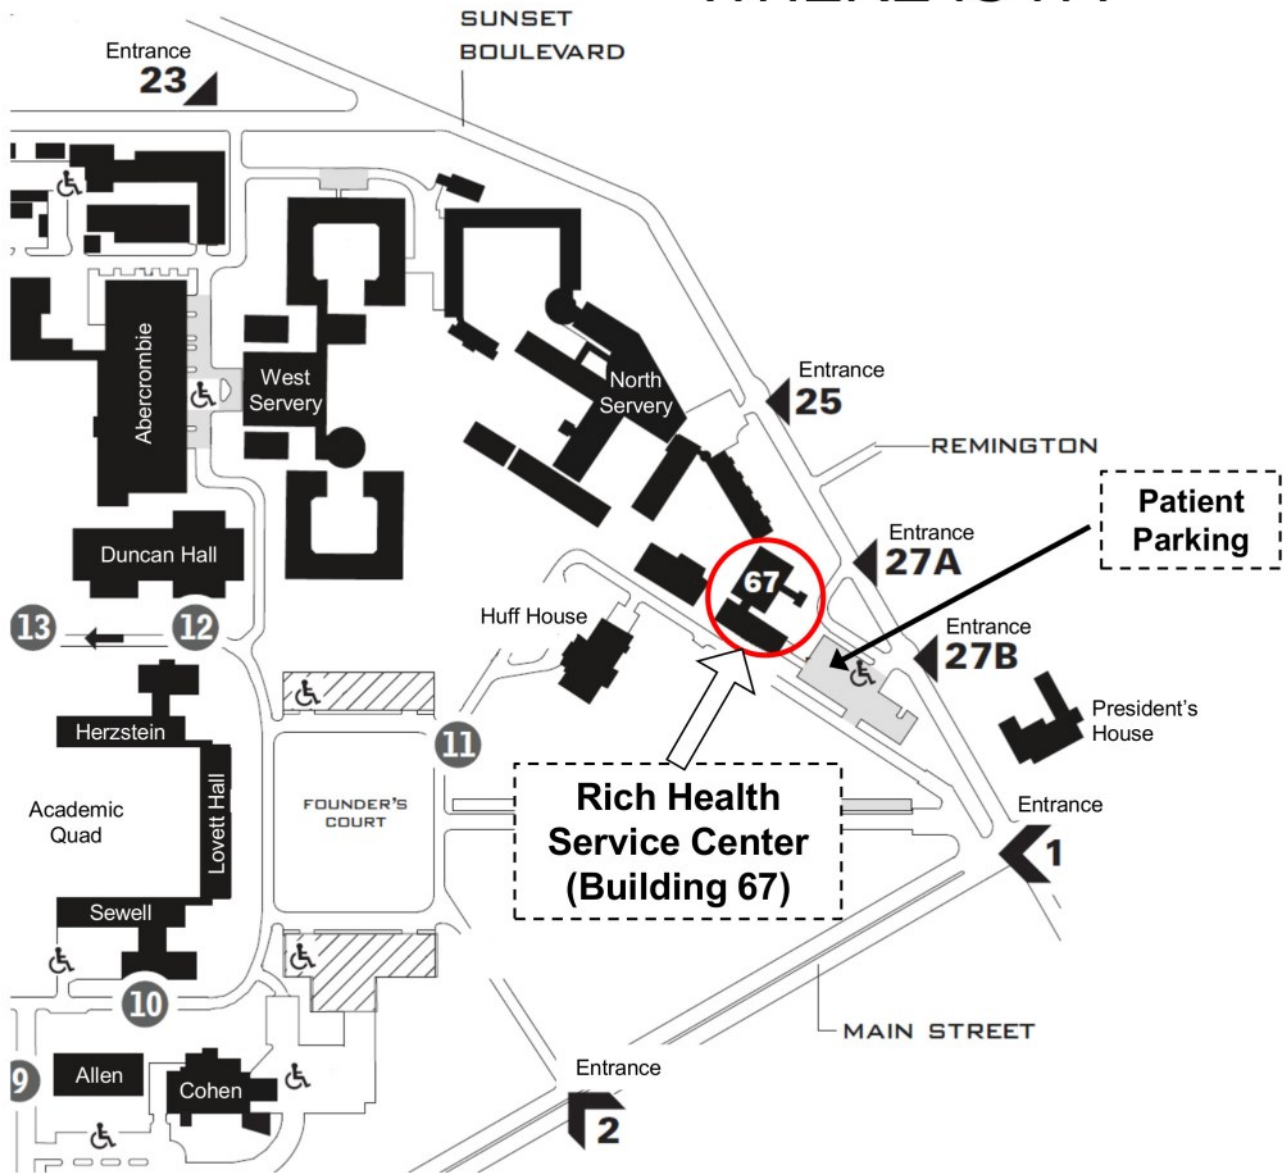 SUNSET
BOULEVARD
Entrance
23
Abercrombie
West
Servery
North
Servery
Entrance
25
REMINGTON
Patient
Parking
Entrance
27A
Duncan Hall
67
13
12
Huff House
Entrance
27B
President's
House
Herzstein
11
Academic
Quad
Lovett Hall
FOUNDER'S
COURT
Rich Health
Service Center
(Building 67)
Entrance
1
Sewell
10
MAIN STREET
9
Allen
Cohen
Entrance
2